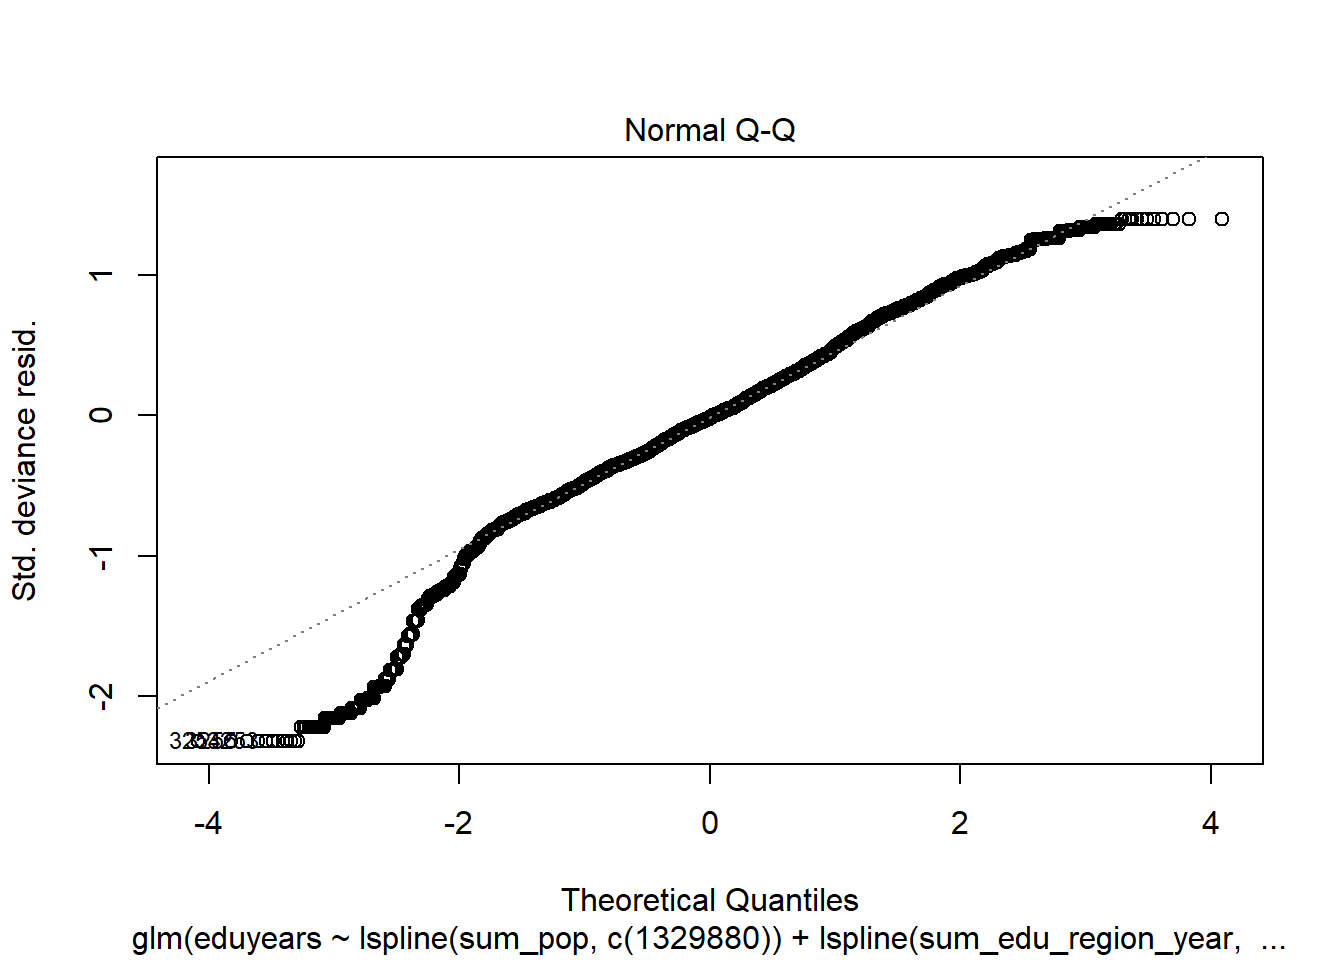 Normal Q-Q
Std. deviance resid.
1
0
-1
-2
-4
-2
0
2
4
Theoretical Quantiles
glm(eduyears ~ lspline(sum_pop, c(1329880)) + lspline(sum_edu_region_year, ...